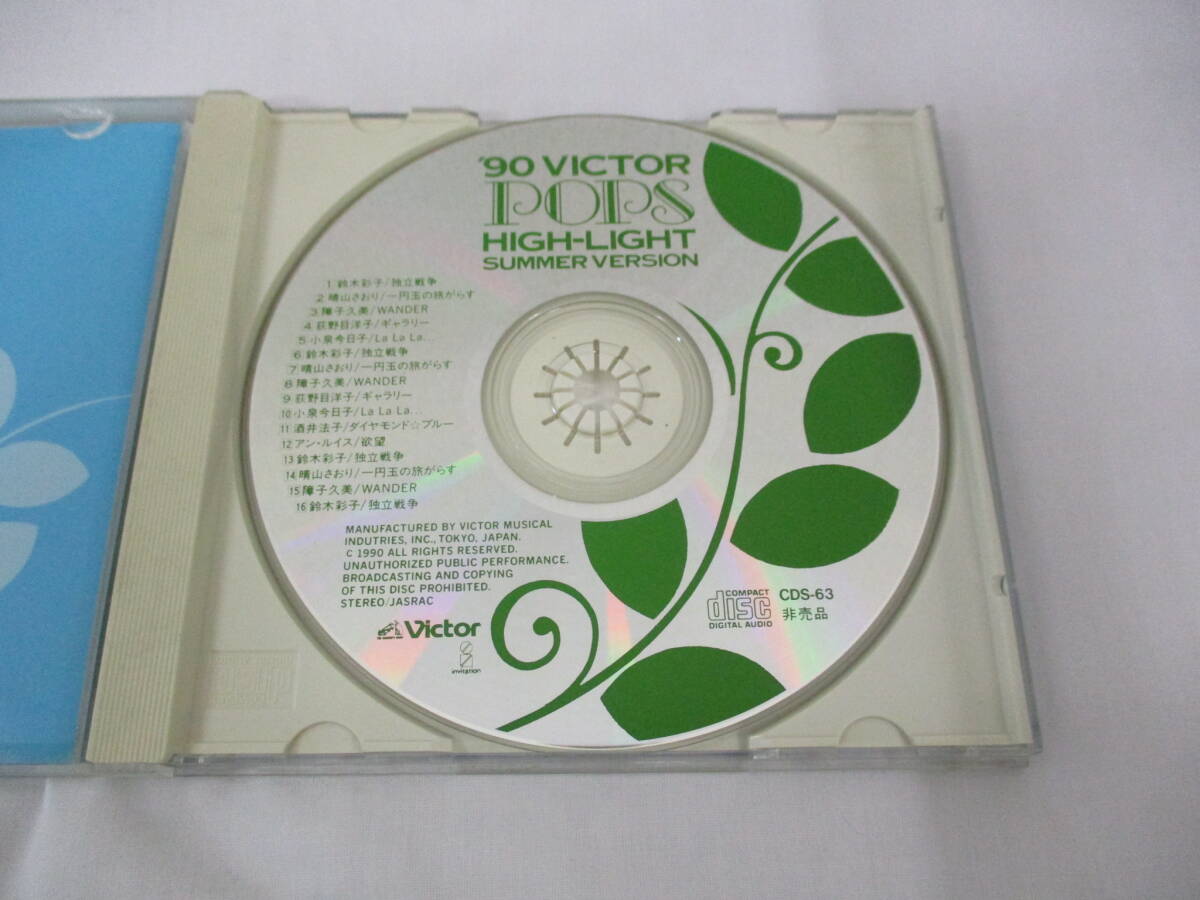 '90 VICTOR
POPS
HIGH-LIGHT
SUMMER VERSION
1 鈴木彩子/独立戦争
2 晴山さおり/一円玉の旅がらす
3 障子久美/WANDER
4 荻野目洋子/ギャラリー
5 小泉今日子/La La La...
6 鈴木彩子/独立戦争
7 晴山さおり/一円玉の旅がらす
8 障子久美/WANDER
9 荻野目洋子/ギャラリー
10 小泉今日子/La La La...
11 酒井法子/ダイヤモンド☆ブルー
12 アン・ルイス/欲望
13 鈴木彩子/独立戦争
14 晴山さおり/一円玉の旅がらす
15 障子久美/WANDER
16 鈴木彩子/独立戦争
MANUFACTURED BY VICTOR MUSICAL
INDUTRIES, INC., TOKYO, JAPAN.
C 1990 ALL RIGHTS RESERVED.
UNAUTHORIZED PUBLIC PERFORMANCE.
BROADCASTING AND COPYING
OF THIS DISC PROHIBITED.
STEREO/JASRAC
Victor
invitation
COMPACT
disc
DIGITAL AUDIO
CDS-63
非売品